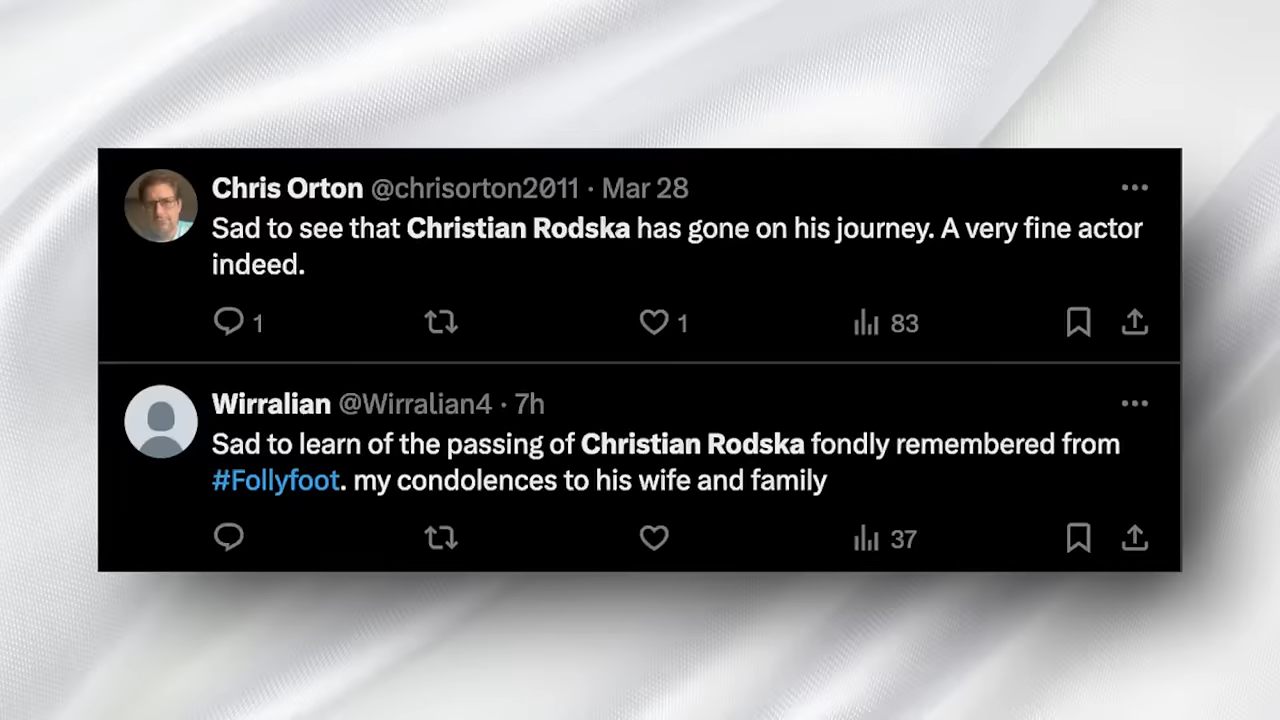 Chris Orton @chrisorton2011 · Mar 28
Sad to see that Christian Rodska has gone on his journey. A very fine actor
indeed.
1 1 83
Wirralian @Wirralian4 · 7h
Sad to learn of the passing of Christian Rodska fondly remembered from
#Follyfoot. my condolences to his wife and family
37